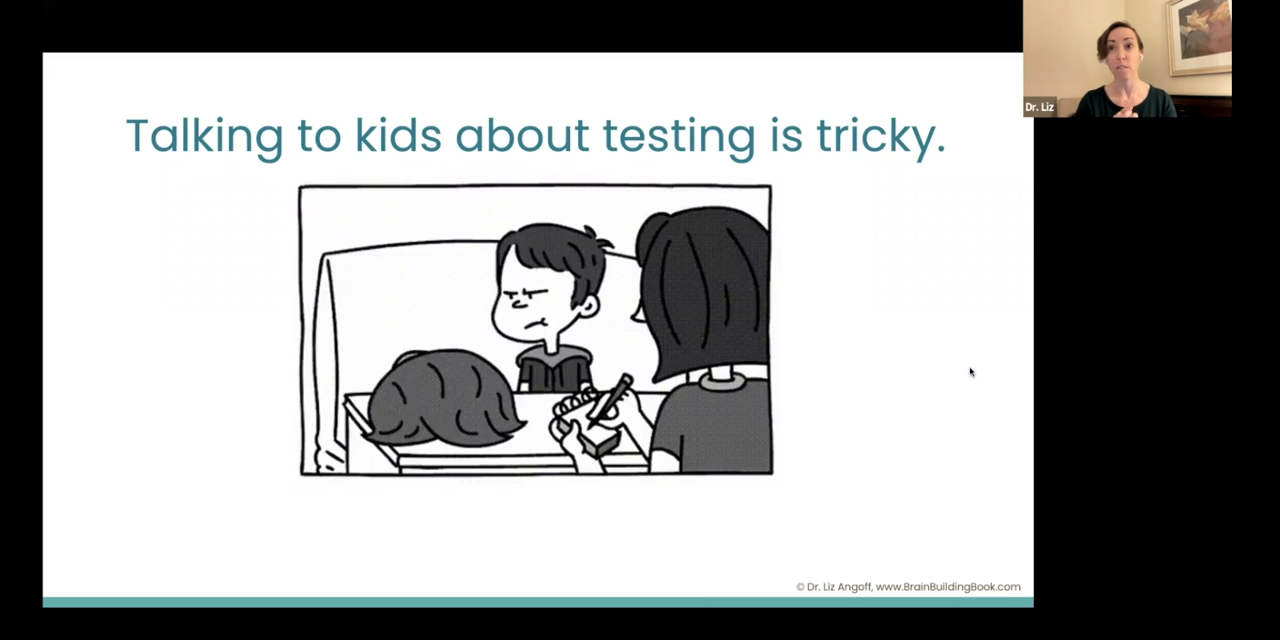 Talking to kids about testing is tricky.
Dr. Liz
© Dr. Liz Angoff, www.BrainBuildingBook.com